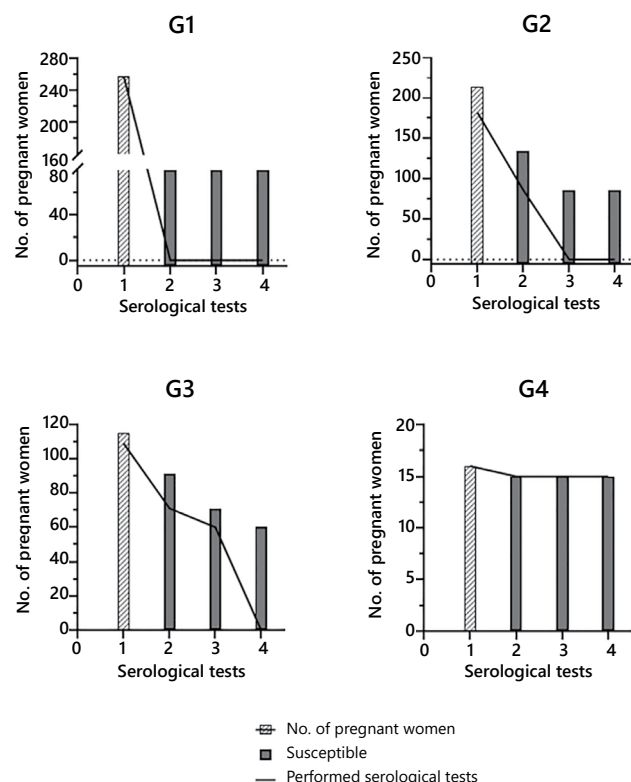 G1
No. of pregnant women
280
240
200
160
80
40
0
0 1 2 3 4
Serological tests
G2
No. of pregnant women
250
200
150
100
50
0
0 1 2 3 4
Serological tests
G3
No. of preqnant women
120
100
80
60
40
20
0
0 1 2 3 4
Serological tests
G4
No. of preqnant women
20
15
10
5
0
0 1 2 3 4
Serological tests
No. of pregnant women
Susceptible
Performed serological tests